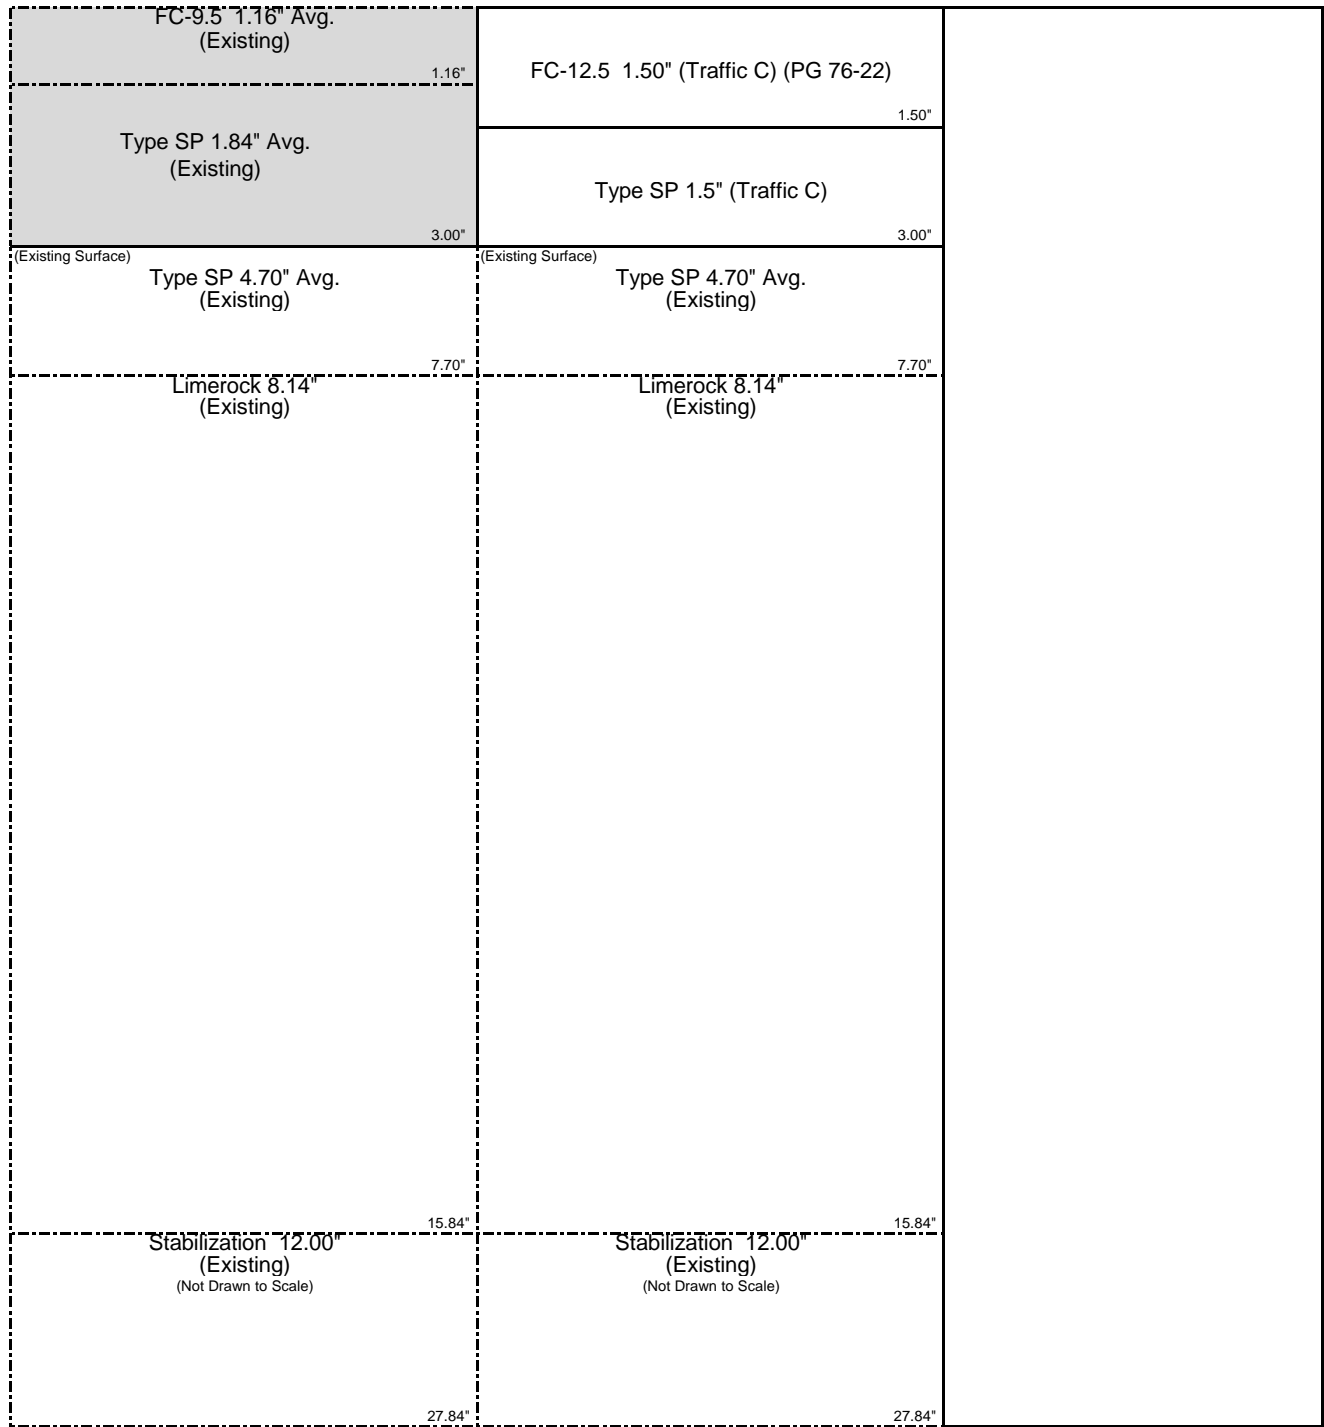 FC-9.5  1.16" Avg.
(Existing)
1.16"
Type SP 1.84" Avg.
(Existing)
3.00"
(Existing Surface)
Type SP 4.70" Avg.
(Existing)
7.70"
Limerock 8.14"
(Existing)
15.84"
Stabilization  12.00"
(Existing)
(Not Drawn to Scale)
27.84"
FC-12.5  1.50" (Traffic C) (PG 76-22)
1.50"
Type SP 1.5" (Traffic C)
3.00"
(Existing Surface)
Type SP 4.70" Avg.
(Existing)
7.70"
Limerock 8.14"
(Existing)
15.84"
Stabilization  12.00"
(Existing)
(Not Drawn to Scale)
27.84"